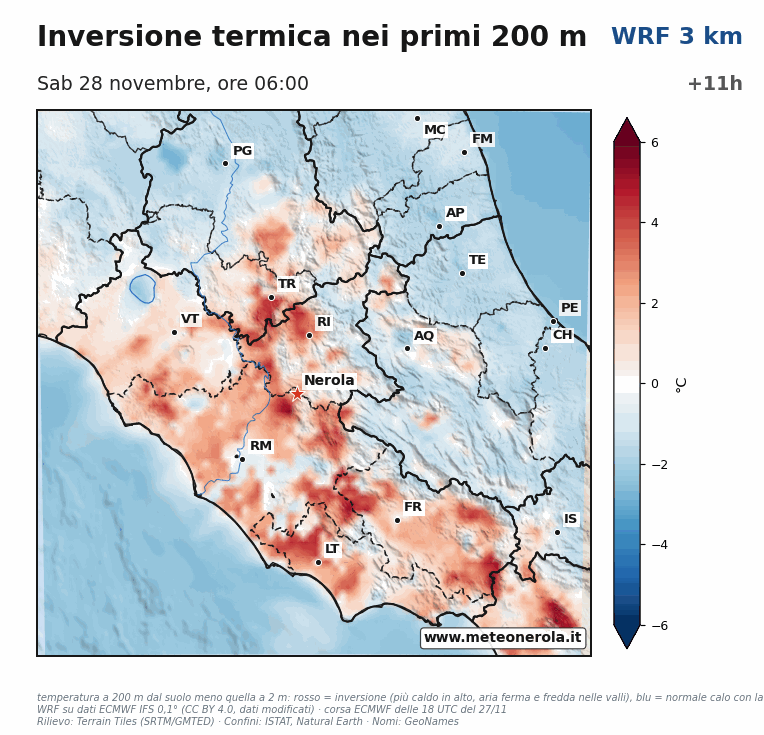 Inversione termica nei primi 200 m
WRF 3 km
Sab 28 novembre, ore 06:00
+11h
MC
FM
PG
AP
TE
TR
PE
VT
RI
AQ
CH
Nerola
RM
FR
IS
LT
www.meteonerola.it
6
4
2
0
−2
−4
−6
°C
temperatura a 200 m dal suolo meno quella a 2 m: rosso = inversione (più caldo in alto, aria ferma e fredda nelle valli), blu = normale calo con la
WRF su dati ECMWF IFS 0,1° (CC BY 4.0, dati modificati) · corsa ECMWF delle 18 UTC del 27/11
Rilievo: Terrain Tiles (SRTM/GMTED) · Confini: ISTAT, Natural Earth · Nomi: GeoNames